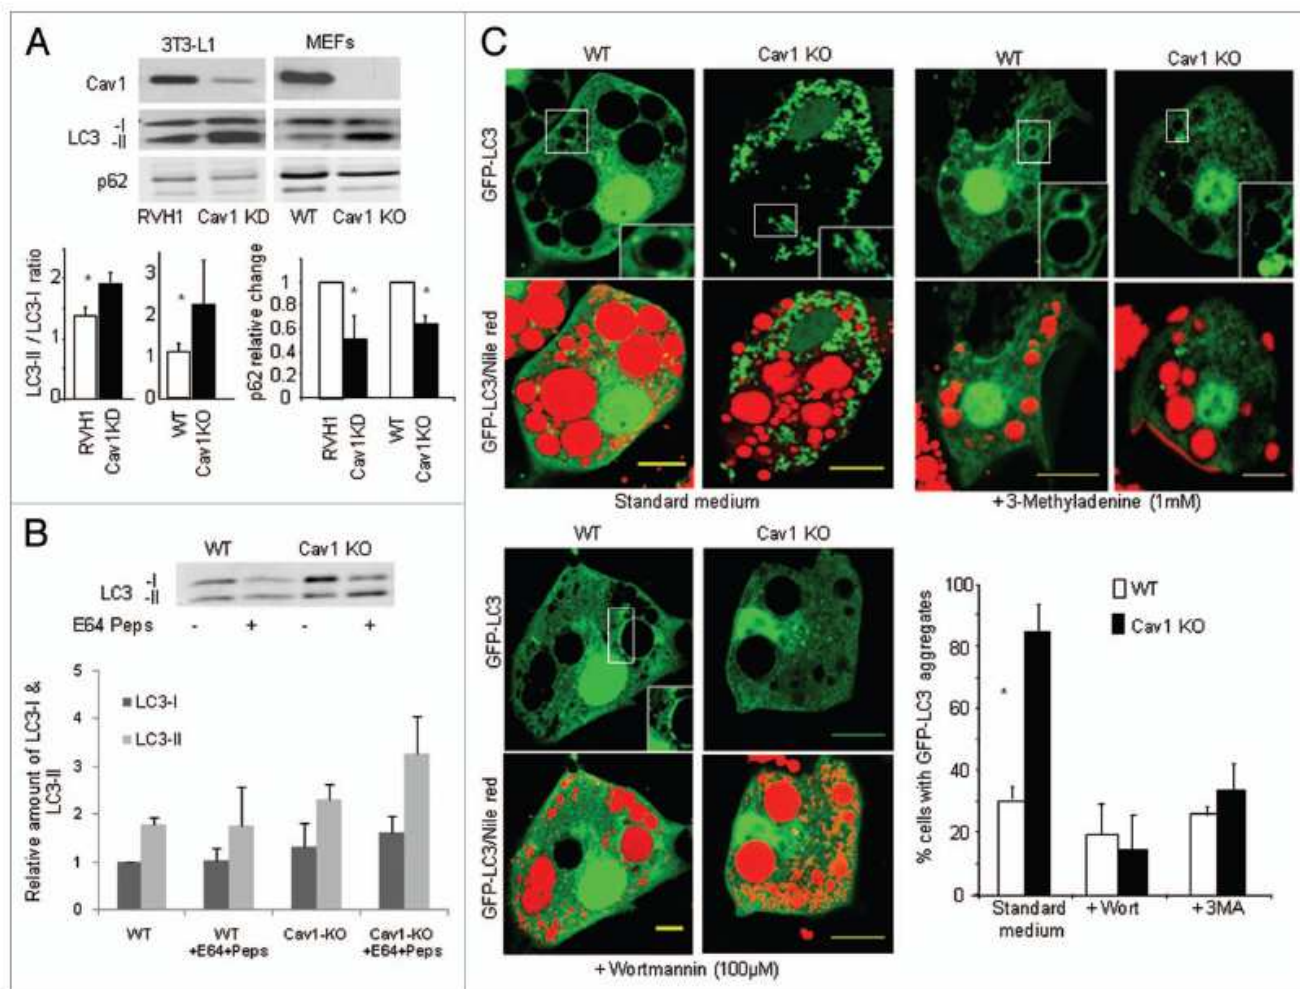 A
3T3-L1 MEFs
Cav1
LC3 -I
-II
p62
RVH1 Cav1 KD WT Cav1 KO
LC3-II / LC3-I ratio
2
1
0
*
RVH1
Cav1KD
3
2
1
0
*
WT
Cav1KO
p62 relative change
1
0.8
0.6
0.4
0.2
0
* *
RVH1
Cav1KD
WT
Cav1KO
B
WT Cav1 KO
LC3 -I
-II
E64 Peps - + - +
Relative amount of LC3-I &
LC3-II
5
4
3
2
1
0
LC3-I
LC3-II
WT WT Cav1-KO Cav1-KO
+E64+Peps +E64+Peps
C
WT Cav1 KO WT Cav1 KO
GFP-LC3
GFP-LC3/Nile red
Standard medium +3-Methyladenine (1mM)
WT Cav1 KO
GFP-LC3
GFP-LC3/Nile red
+ Wortmannin (100µM)
% cells with GFP-LC3 aggregates
100
80
60
40
20
0
WT
Cav1 KO
*
Standard + Wort +3MA
medium